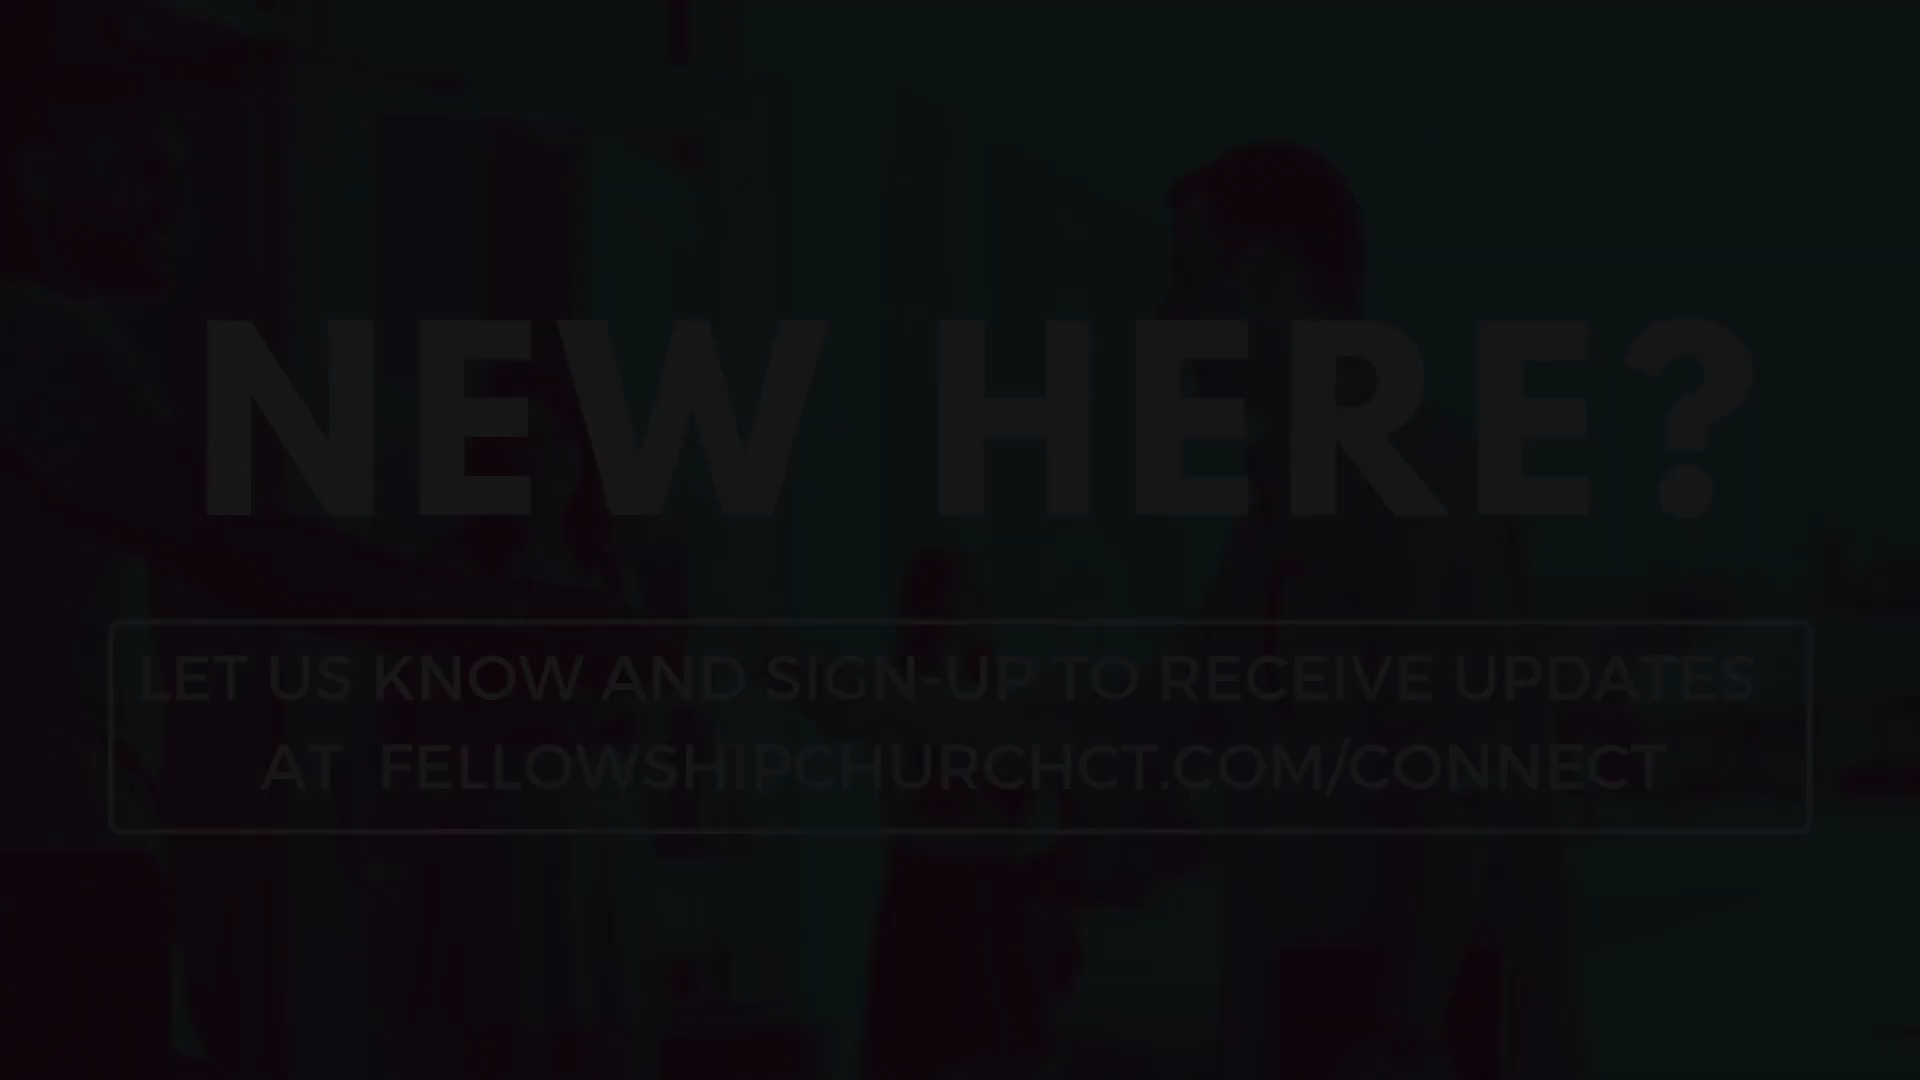 NEW HERE?
LET US KNOW AND SIGN-UP TO RECEIVE UPDATES
AT FELLOWSHIPCHURCHCT.COM/CONNECT